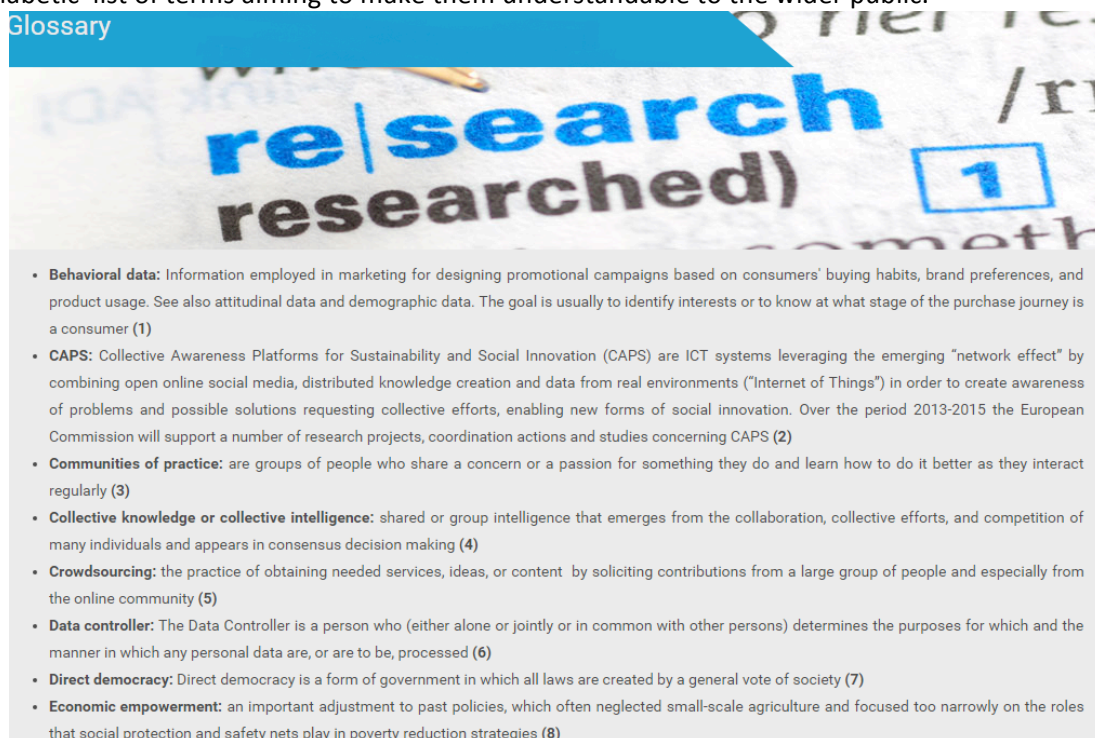 list of terms aiming to make them understandable to the wider public.
Glossary
re|search
researched)
1
• Behavioral data: Information employed in marketing for designing promotional campaigns based on consumers' buying habits, brand preferences, and
product usage. See also attitudinal data and demographic data. The goal is usually to identify interests or to know at what stage of the purchase journey is
a consumer (1)
• CAPS: Collective Awareness Platforms for Sustainability and Social Innovation (CAPS) are ICT systems leveraging the emerging “network effect” by
combining open online social media, distributed knowledge creation and data from real environments (“Internet of Things”) in order to create awareness
of problems and possible solutions requesting collective efforts, enabling new forms of social innovation. Over the period 2013-2015 the European
Commission will support a number of research projects, coordination actions and studies concerning CAPS (2)
• Communities of practice: are groups of people who share a concern or a passion for something they do and learn how to do it better as they interact
regularly (3)
• Collective knowledge or collective intelligence: shared or group intelligence that emerges from the collaboration, collective efforts, and competition of
many individuals and appears in consensus decision making (4)
• Crowdsourcing: the practice of obtaining needed services, ideas, or content by soliciting contributions from a large group of people and especially from
the online community (5)
• Data controller: The Data Controller is a person who (either alone or jointly or in common with other persons) determines the purposes for which and the
manner in which any personal data are, or are to be, processed (6)
• Direct democracy: Direct democracy is a form of government in which all laws are created by a general vote of society (7)
• Economic empowerment: an important adjustment to past policies, which often neglected small-scale agriculture and focused too narrowly on the roles
that social protection and safety nets play in poverty reduction strategies (8)